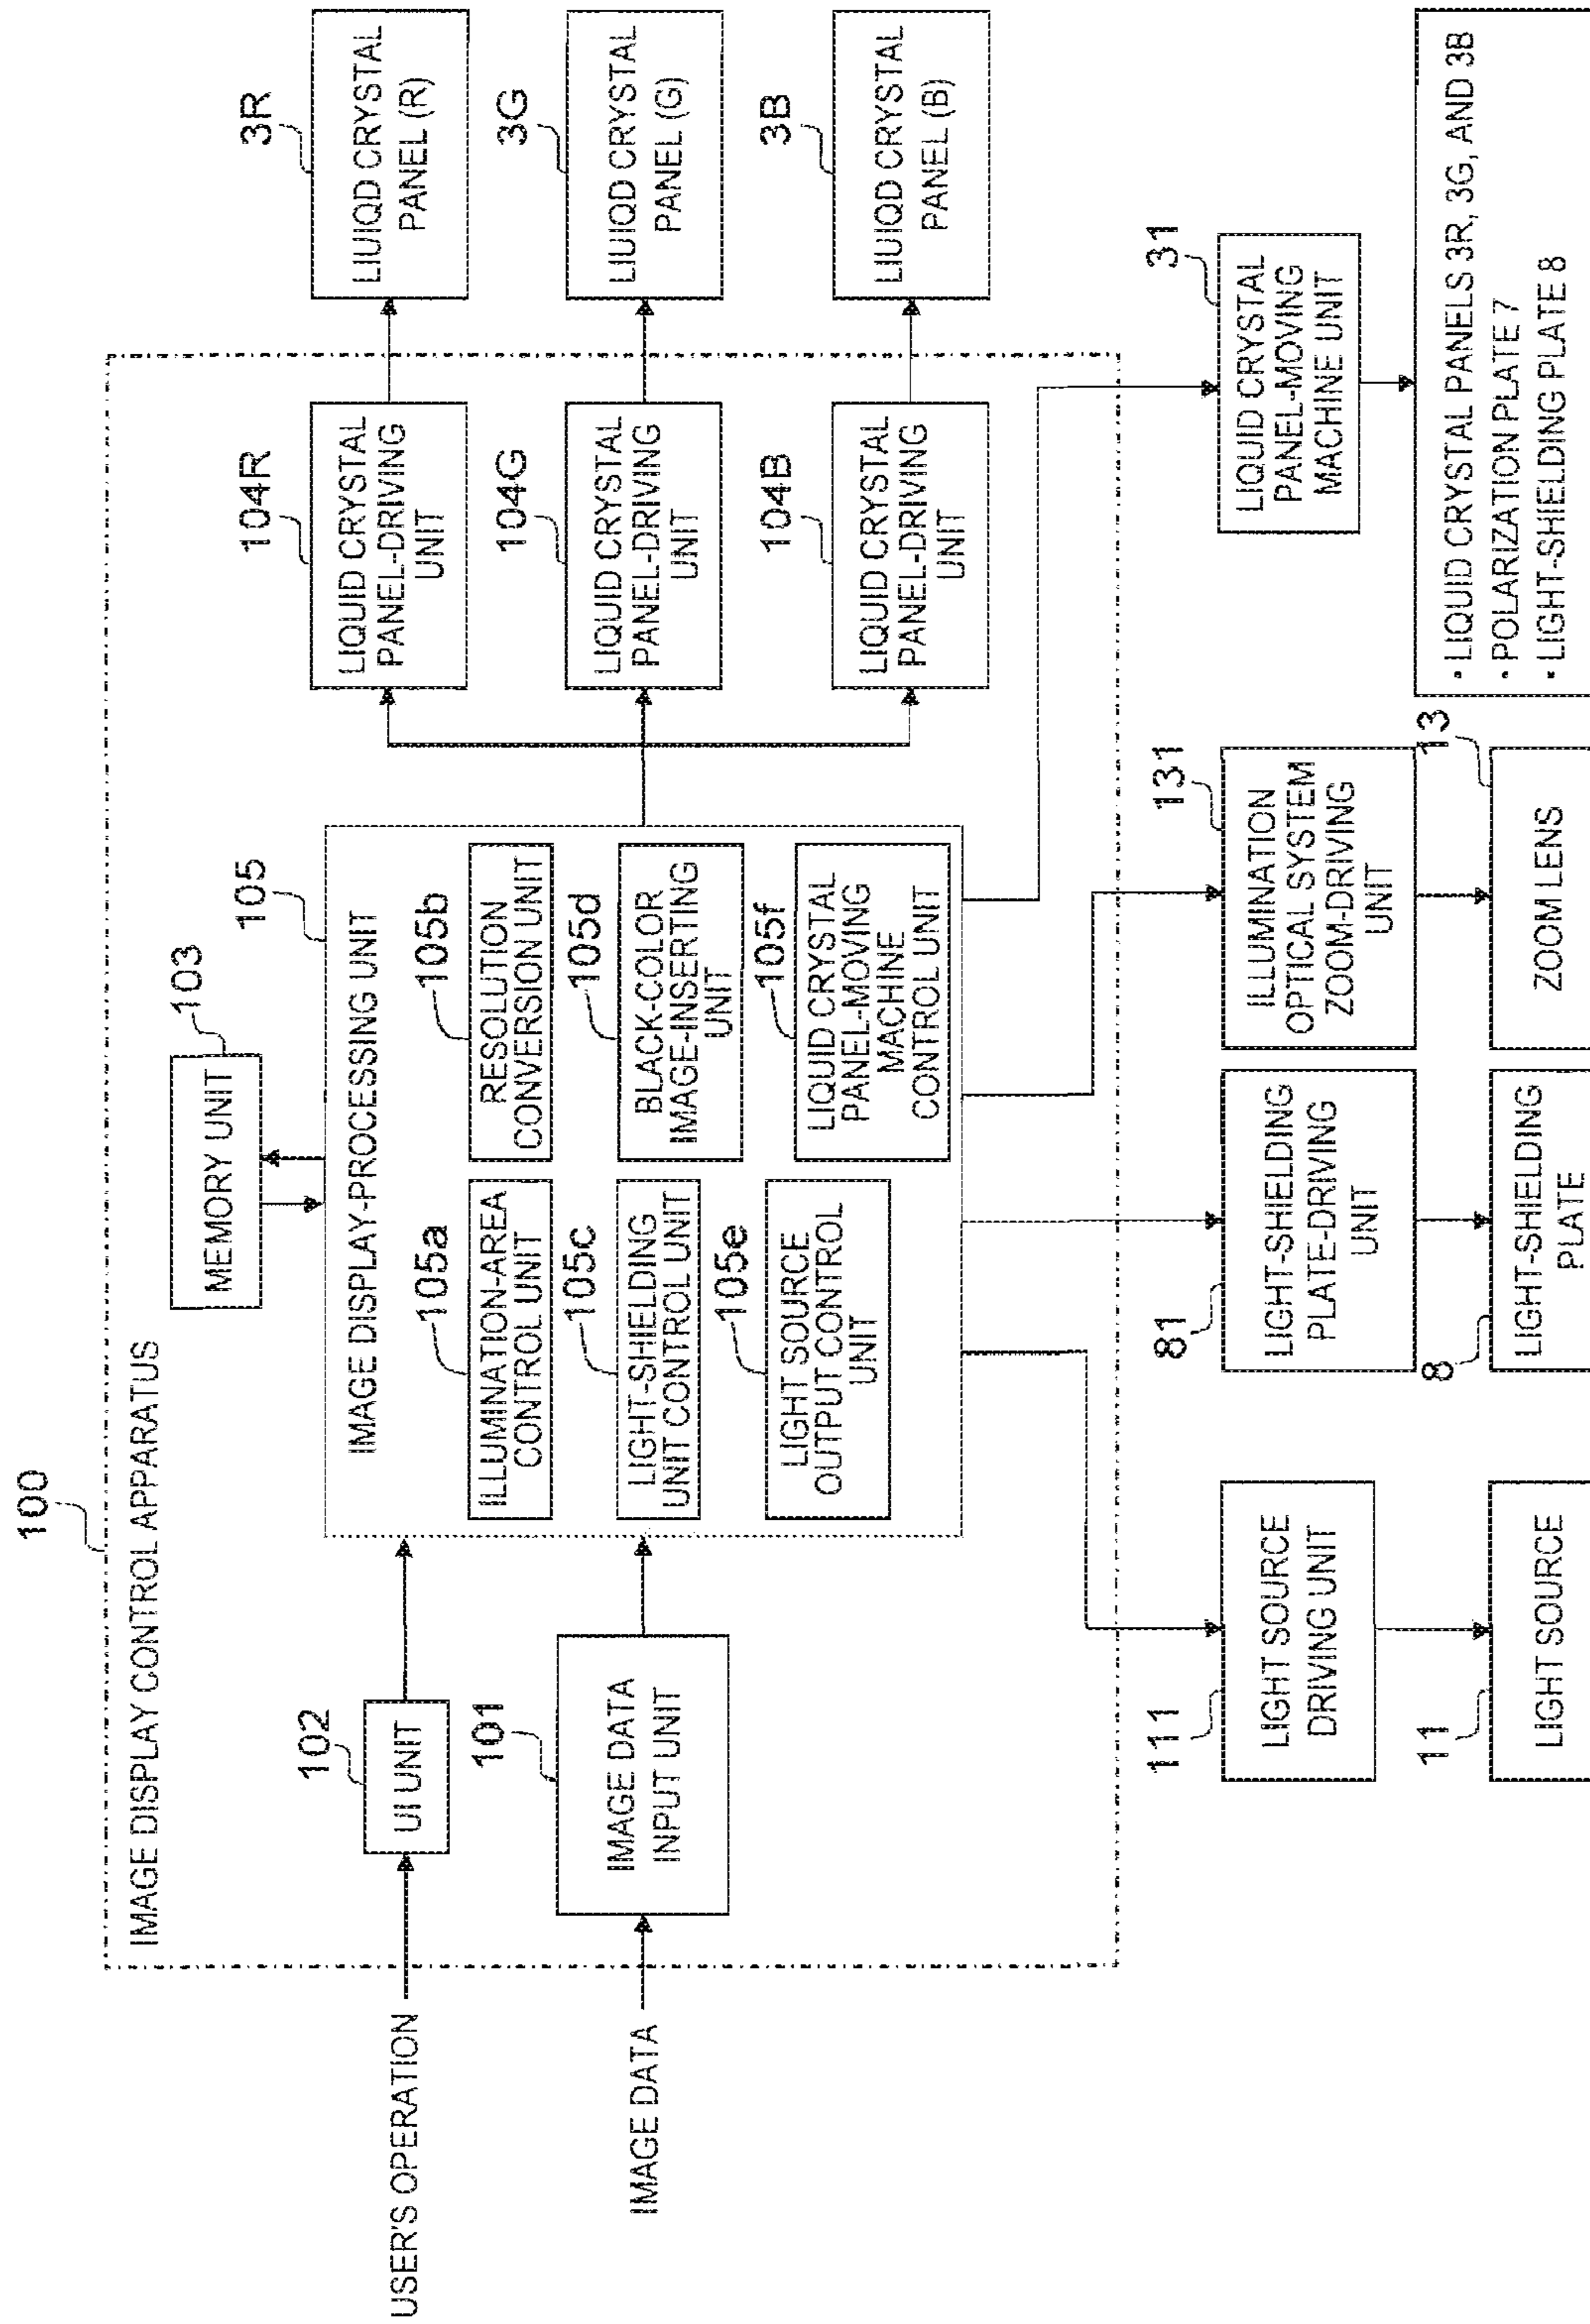 100
IMAGE DISPLAY CONTROL APPARATUS
103
MEMORY UNIT
105
IMAGE DISPLAY-PROCESSING UNIT
USER'S OPERATION
102
UI UNIT
IMAGE DATA
101
IMAGE DATA
INPUT UNIT
105a
ILLUMINATION-AREA
CONTROL UNIT
105b
RESOLUTION
CONVERSION UNIT
105c
LIGHT-SHIELDING
UNIT CONTROL UNIT
105d
BLACK-COLOR
IMAGE-INSERTING
UNIT
105e
LIGHT SOURCE
OUTPUT CONTROL
UNIT
105f
LIQUID CRYSTAL
PANEL-MOVING
MACHINE
CONTROL UNIT
104R
LIQUID CRYSTAL
PANEL-DRIVING
UNIT
3R
LIUIQD CRYSTAL
PANEL (R)
104G
LIQUID CRYSTAL
PANEL-DRIVING
UNIT
3G
LIUIQD CRYSTAL
PANEL (G)
104B
LIQUID CRYSTAL
PANEL-DRIVING
UNIT
3B
LIUIQD CRYSTAL
PANEL (B)
111
LIGHT SOURCE
DRIVING UNIT
81
LIGHT-SHIELDING
PLATE-DRIVING
UNIT
131
ILLUMINATION
OPTICAL SYSTEM
ZOOM-DRIVING
UNIT
31
LIQUID CRYSTAL
PANEL-MOVING
MACHINE UNIT
11
LIGHT SOURCE
8
LIGHT-SHIELDING
PLATE
13
ZOOM LENS
· LIQUID CRYSTAL PANELS 3R, 3G, AND 3B
· POLARIZATION PLATE 7
· LIGHT-SHIELDING PLATE 8